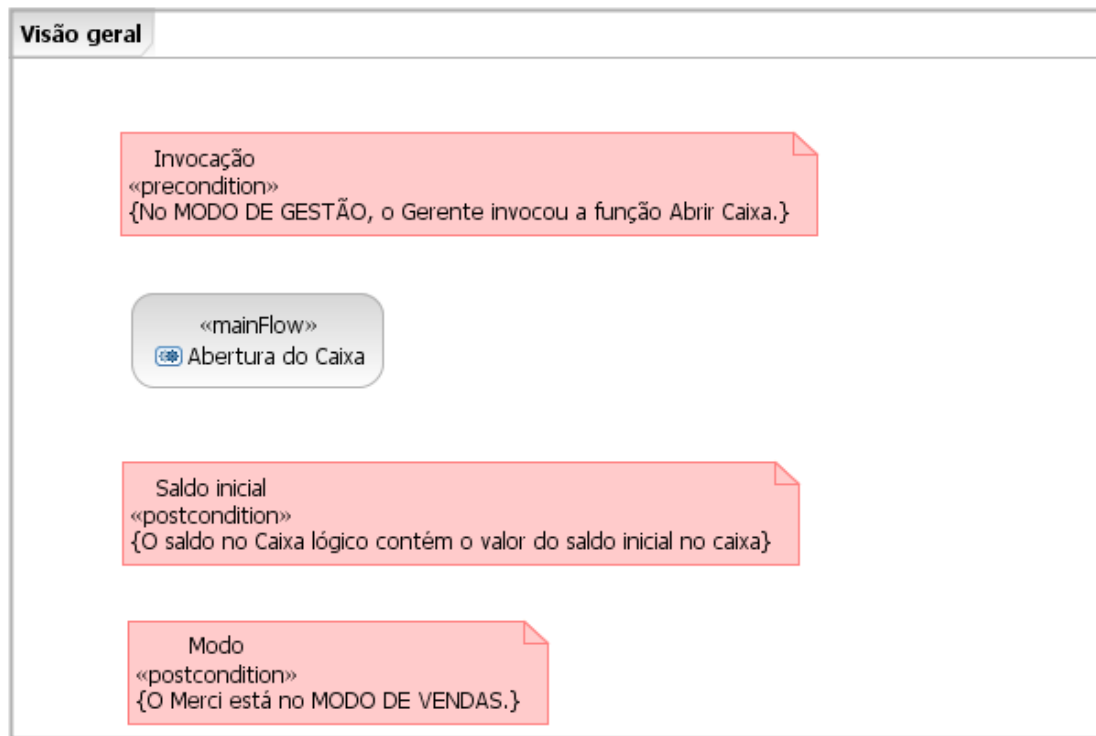 Visão geral
Invocação
«precondition»
{No MODO DE GESTÃO, o Gerente invocou a função Abrir Caixa.}
«mainFlow»
Abertura do Caixa
Saldo inicial
«postcondition»
{O saldo no Caixa lógico contém o valor do saldo inicial no caixa}
Modo
«postcondition»
{O Merci está no MODO DE VENDAS.}